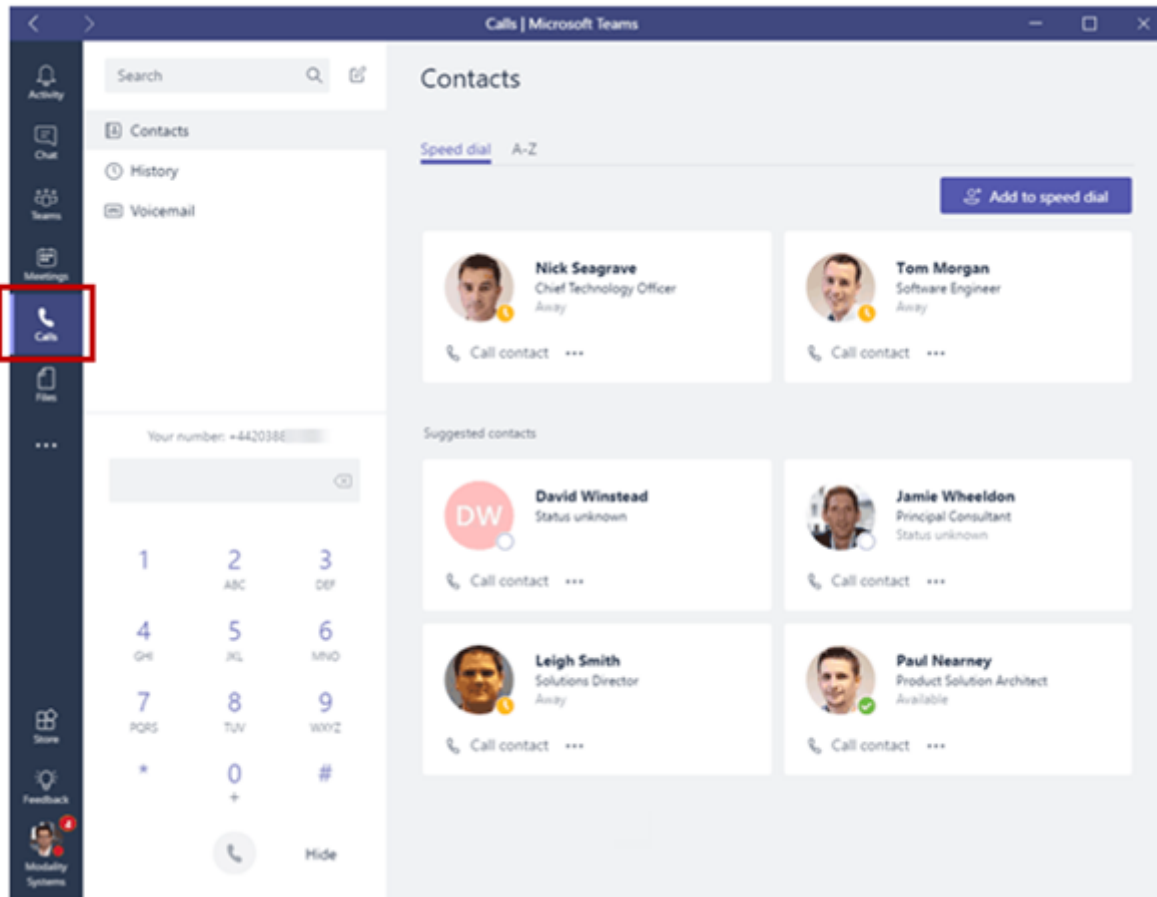 Calls | Microsoft Teams
Activity
Chat
Teams
Meetings
Calls
Files
Store
Feedback
4
Modality
Systems
Search
Contacts
History
Voicemail
Your number: +4420388
1
2
3
ABC
DEF
4
5
6
GHI
JKL
MNO
7
8
9
PQRS
TUV
WXYZ
*
0
#
+
Hide
Contacts
Speed dial
A-Z
Add to speed dial
Nick Seagrave
Chief Technology Officer
Away
Call contact
Tom Morgan
Software Engineer
Away
Call contact
Suggested contacts
DW
David Winstead
Status unknown
Call contact
Jamie Wheeldon
Principal Consultant
Status unknown
Call contact
Leigh Smith
Solutions Director
Away
Call contact
Paul Nearney
Product Solution Architect
Available
Call contact